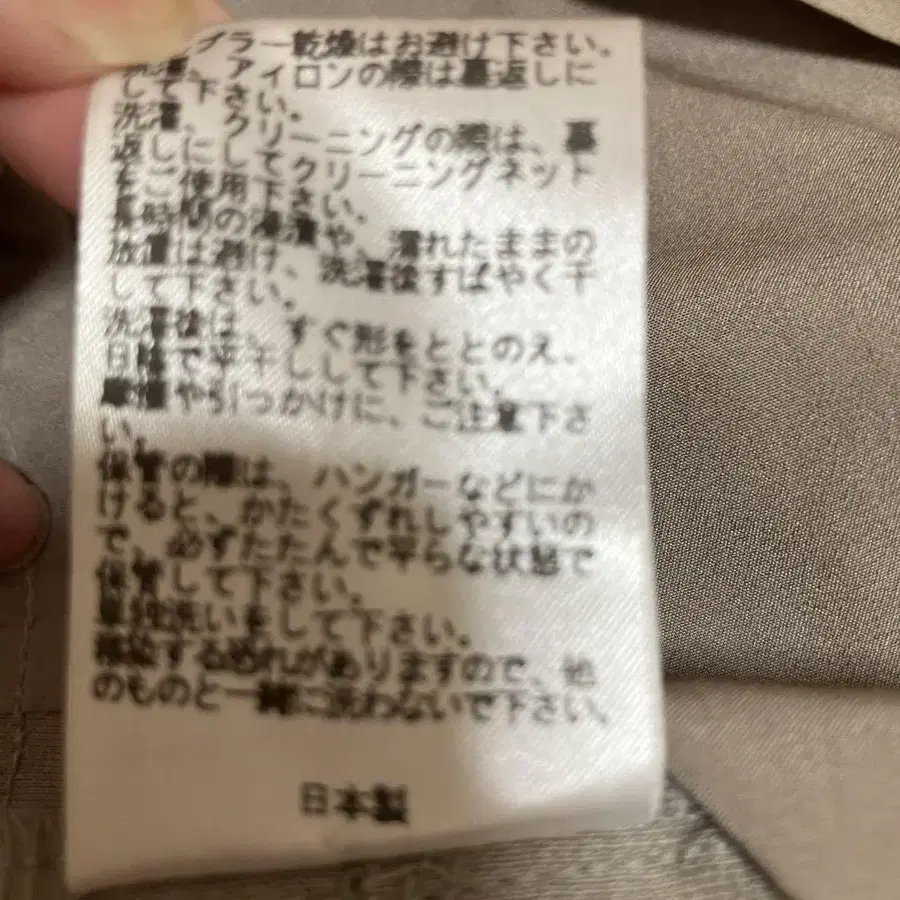 ブラー乾燥はお避け下さい。
アイロンの際は裏返しに
して下さい。
洗濯、クリーニングの際は、裏
返しにしてクリーニングネット
をご使用下さい。
長時間の浸漬や、濡れたままの
放置は避け、洗濯後すばやく干
して下さい。
洗濯後は、すぐ形をととのえ、
日陰で平干しして下さい。
摩擦や引っかけに、ご注意下さ
い。
保管の際は、ハンガーなどにか
けると、かたくずれしやすいの
で、必ずたたんで平らな状態で
保管して下さい。
単独洗いをして下さい。
移染する恐れがありますので、他
のものと一緒に洗わないで下さい。
日本製